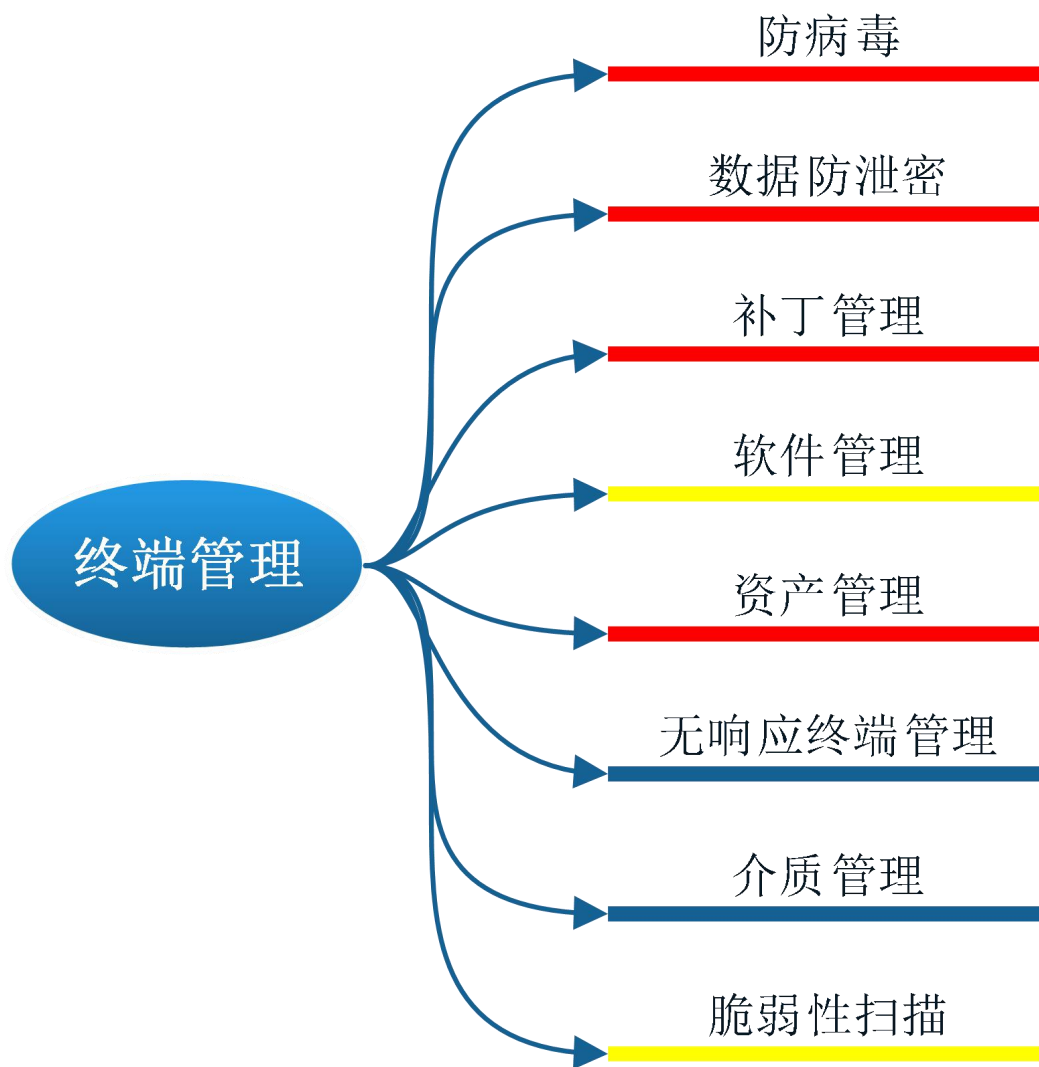 防病毒
数据防泄密
补丁管理
软件管理
终端管理
资产管理
无响应终端管理
介质管理
脆弱性扫描